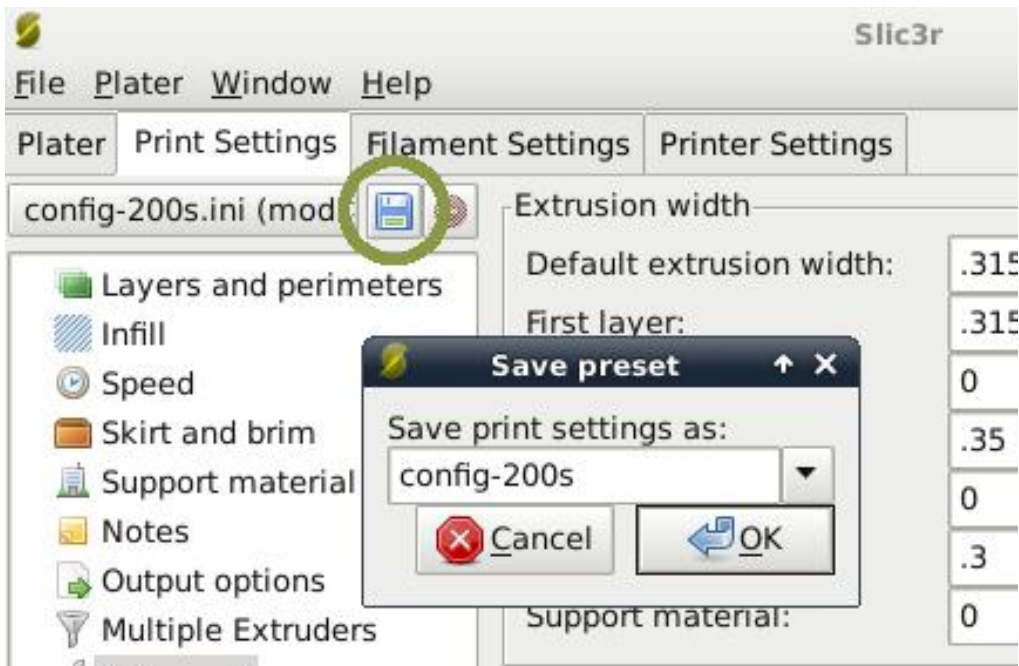 Slic3r
File Plater Window Help
Plater Print Settings Filament Settings Printer Settings
config-200s.ini (mod
Layers and perimeters
Infill
Speed
Skirt and brim
Support material
Notes
Output options
Multiple Extruders
Extrusion width
Default extrusion width: .315
First layer: .315
0
.35
0
.3
Support material: 0
Save preset
Save print settings as:
config-200s
Cancel OK